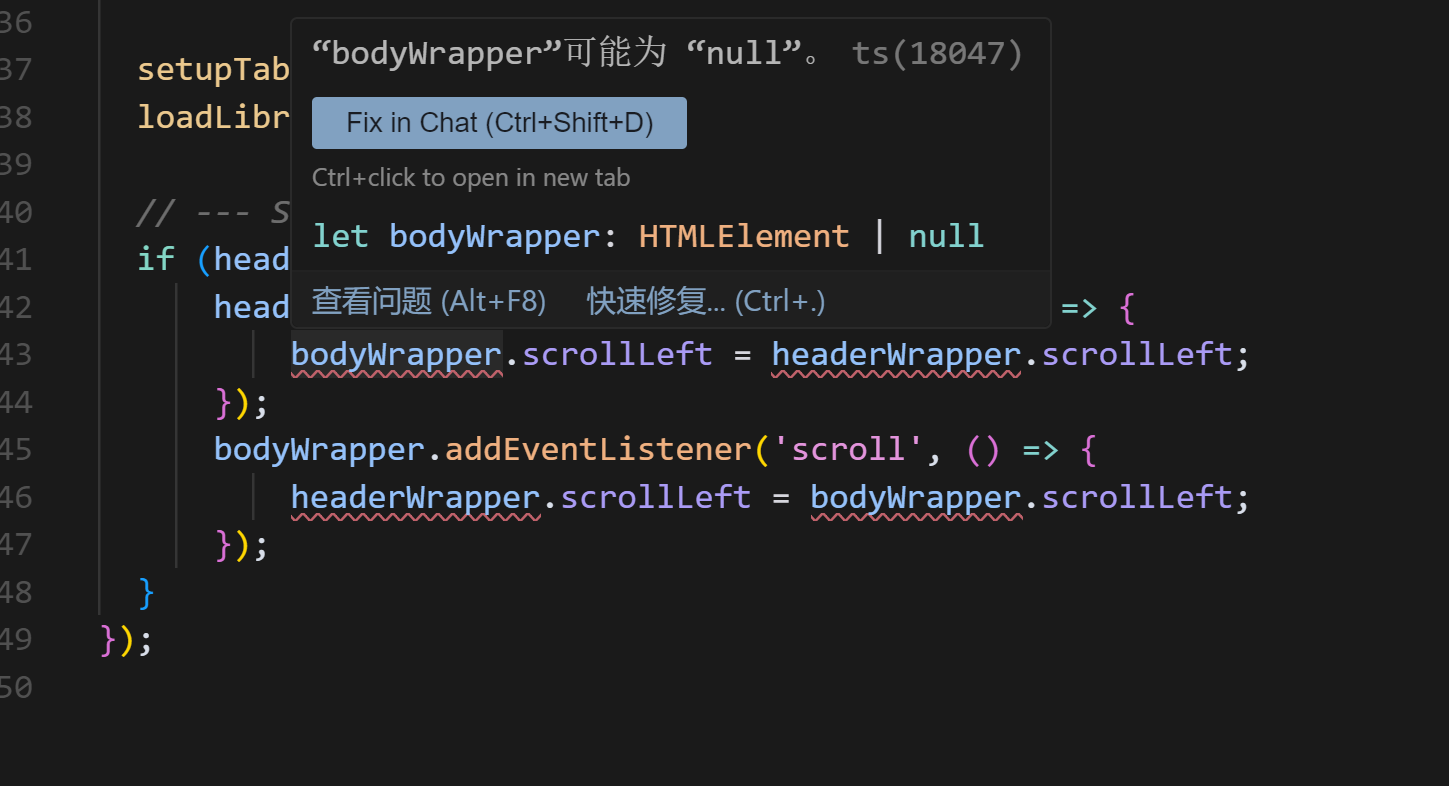 36
“bodyWrapper”可能为 “null”。 ts(18047)
37 setupTab
Fix in Chat (Ctrl+Shift+D)
38 loadLibr
39
Ctrl+click to open in new tab
40 // --- S
let bodyWrapper: HTMLElement | null
41 if (head
查看问题 (Alt+F8) 快速修复... (Ctrl+.)
42 head => {
43 bodyWrapper.scrollLeft = headerWrapper.scrollLeft;
44 });
45 bodyWrapper.addEventListener('scroll', () => {
46 headerWrapper.scrollLeft = bodyWrapper.scrollLeft;
47 });
48 }
49 });
50